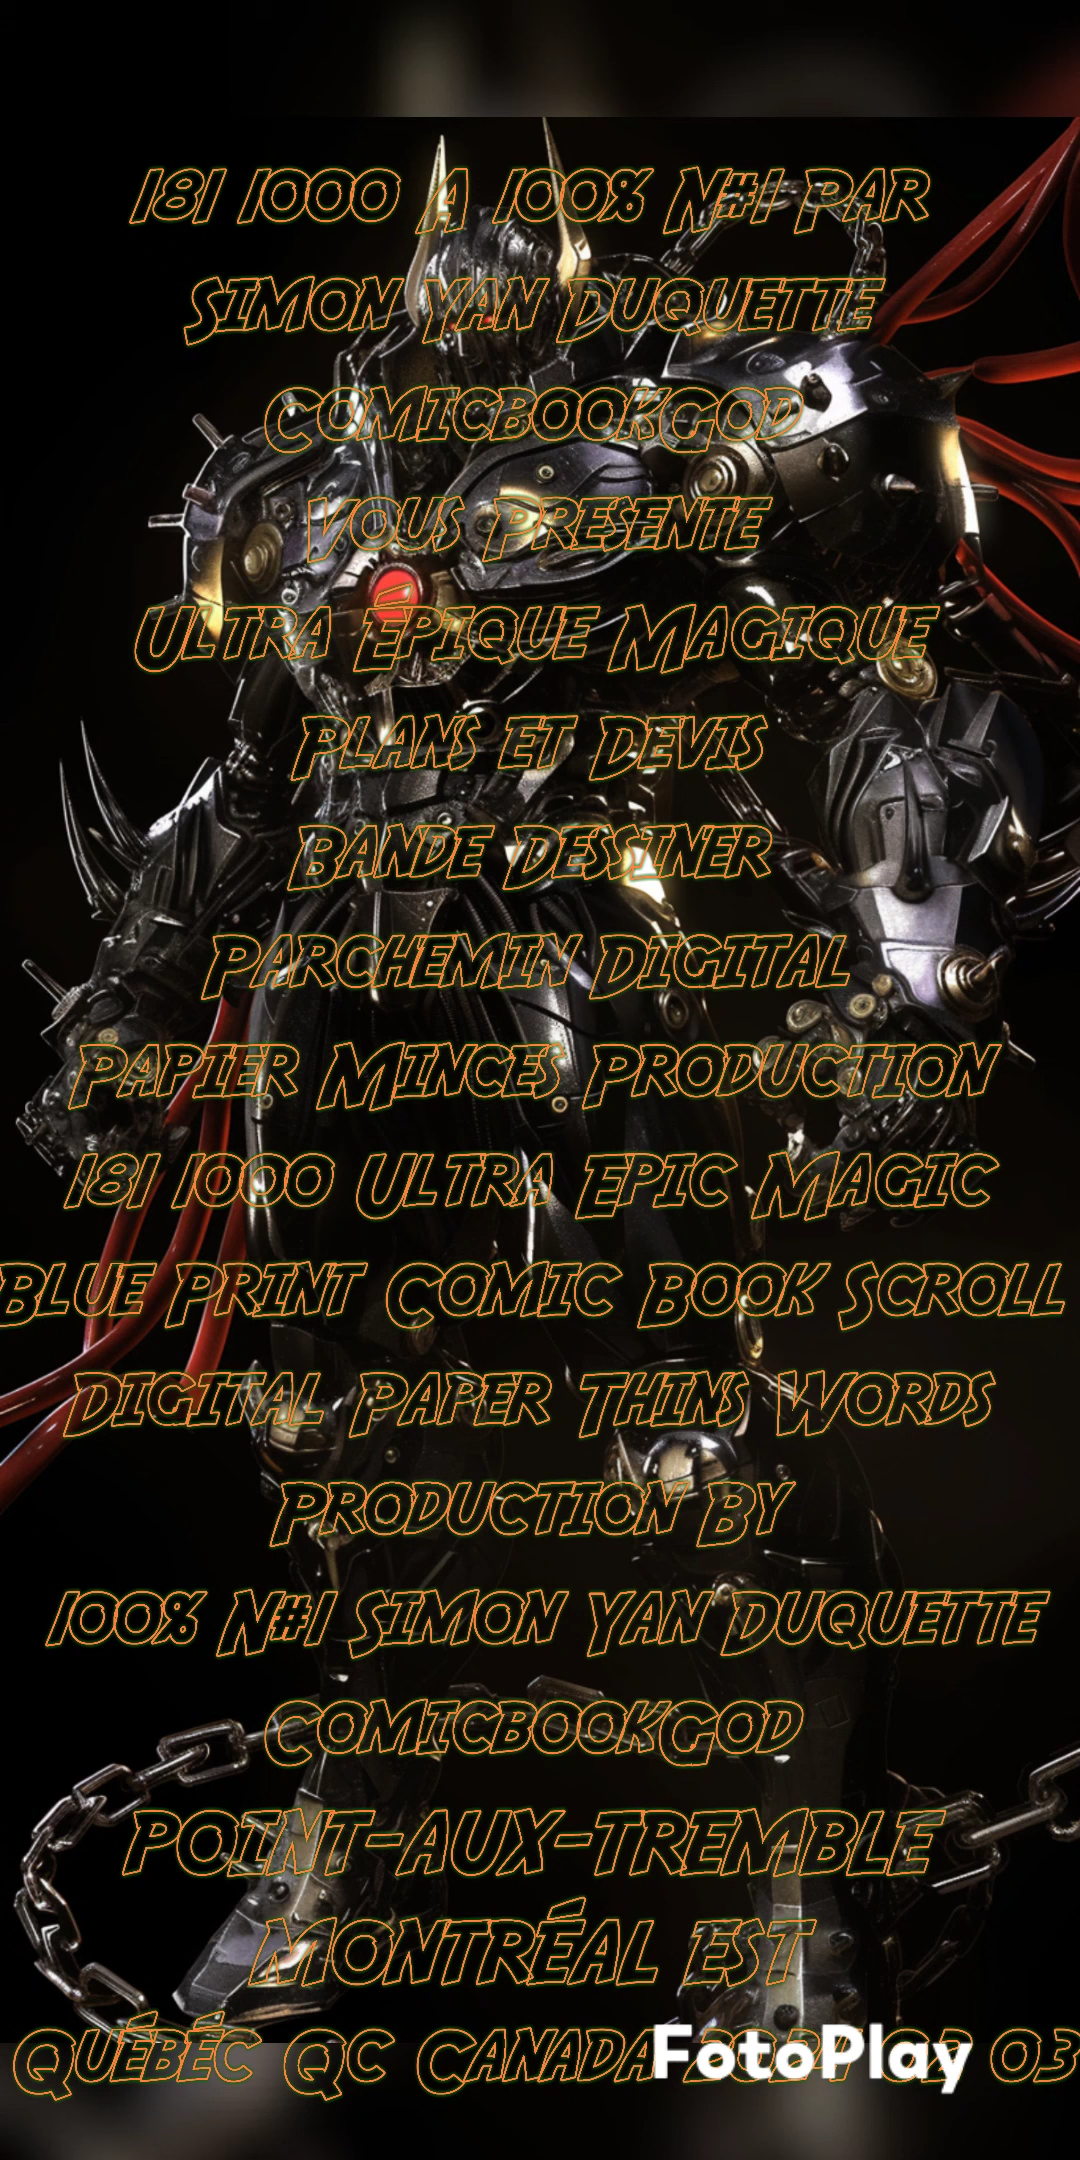 181 1000 A 100% N#1 Par
Simon Yan Duquette
ComicbookGod
Vous Presente
Ultra Épique Magique
Plans et Devis
Bande Dessiner
Parchemin Digital
Papier Minces Production
181 1000 Ultra Epic Magic
Blue Print Comic Book Scroll
Digital Paper Thins Words
Production By
100% N#1 Simon Yan Duquette
ComicbookGod
POINT-AUX-TREMBLE
Montréal est
Québéc Qc Canada 03
FotoPlay